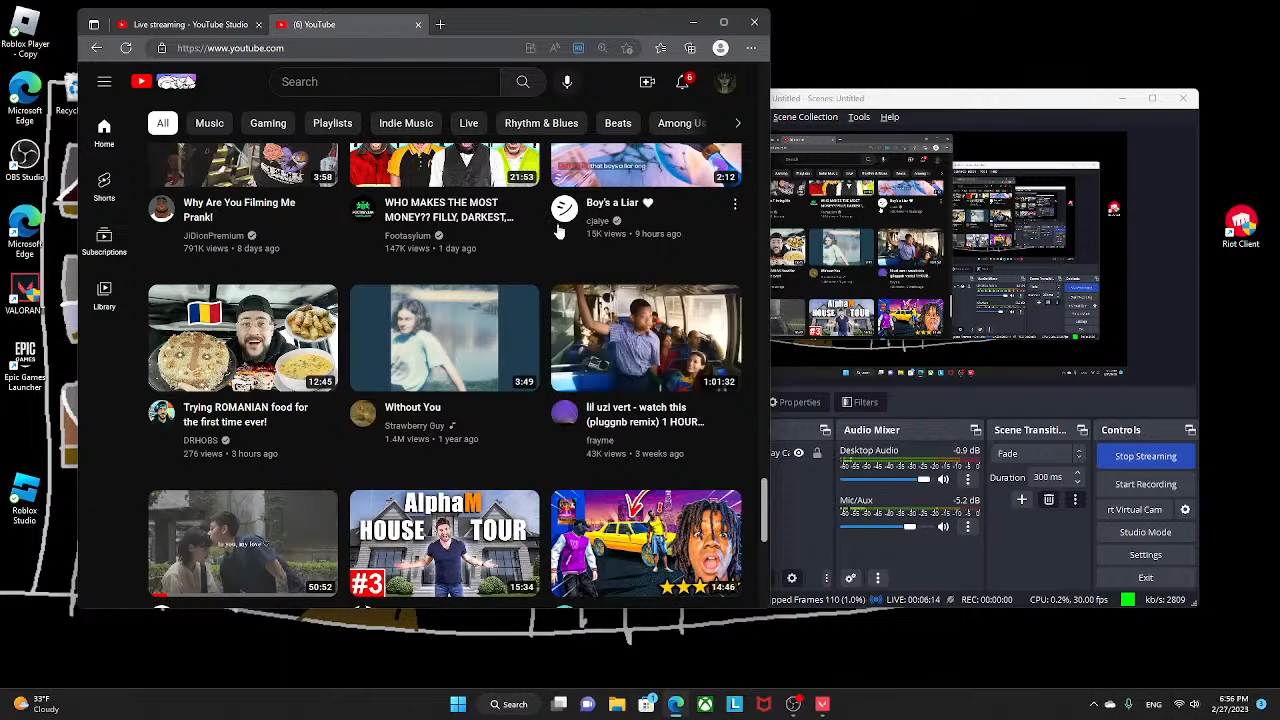 Roblox Player
- Copy
Microsoft
Edge
OBS Studio
Microsoft
Edge
VALORANT
Epic Games
Launcher
Roblox
Studio
Live streaming - YouTube Studio
(6) YouTube
https://www.youtube.com
Search
6
All
Music
Gaming
Playlists
Indie Music
Live
Rhythm & Blues
Beats
Among Us
Home
Shorts
Subscriptions
Library
3:58
21:53
that boys a liar
2:12
Prank!
JiDionPremium
791K views • 8 days ago
WHO MAKES THE MOST
MONEY?? FILLY, DARKEST,...
Footasylum
147K views • 1 day ago
Boy's a Liar
cjalye
15K views • 9 hours ago
12:45
3:49
1:01:32
Trying ROMANIAN food for
the first time ever!
DRHOBS
276 views • 3 hours ago
Without You
Strawberry Guy
1.4M views • 1 year ago
lil uzi vert - watch this
(pluggnb remix) 1 HOUR...
frayme
43K views • 3 weeks ago
to you, my love
50:52
AlphaM
HOUSE TOUR
#3
15:34
14:46
Untitled - Scenes: Untitled
Scene Collection
Tools
Help
Properties
Filters
Audio Mixer
Scene Transiti...
Controls
Desktop Audio
-0.9 dB
Mic/Aux
-5.2 dB
Fade
Duration
300 ms
Stop Streaming
Start Recording
rt Virtual Cam
Studio Mode
Settings
Exit
pped Frames 110 (1.0%)
LIVE: 00:06:14
REC: 00:00:00
CPU: 0.2%, 30.00 fps
kb/s: 2809
Riot Client
33°F
Cloudy
Search
ENG
6:56 PM
2/27/2023
3